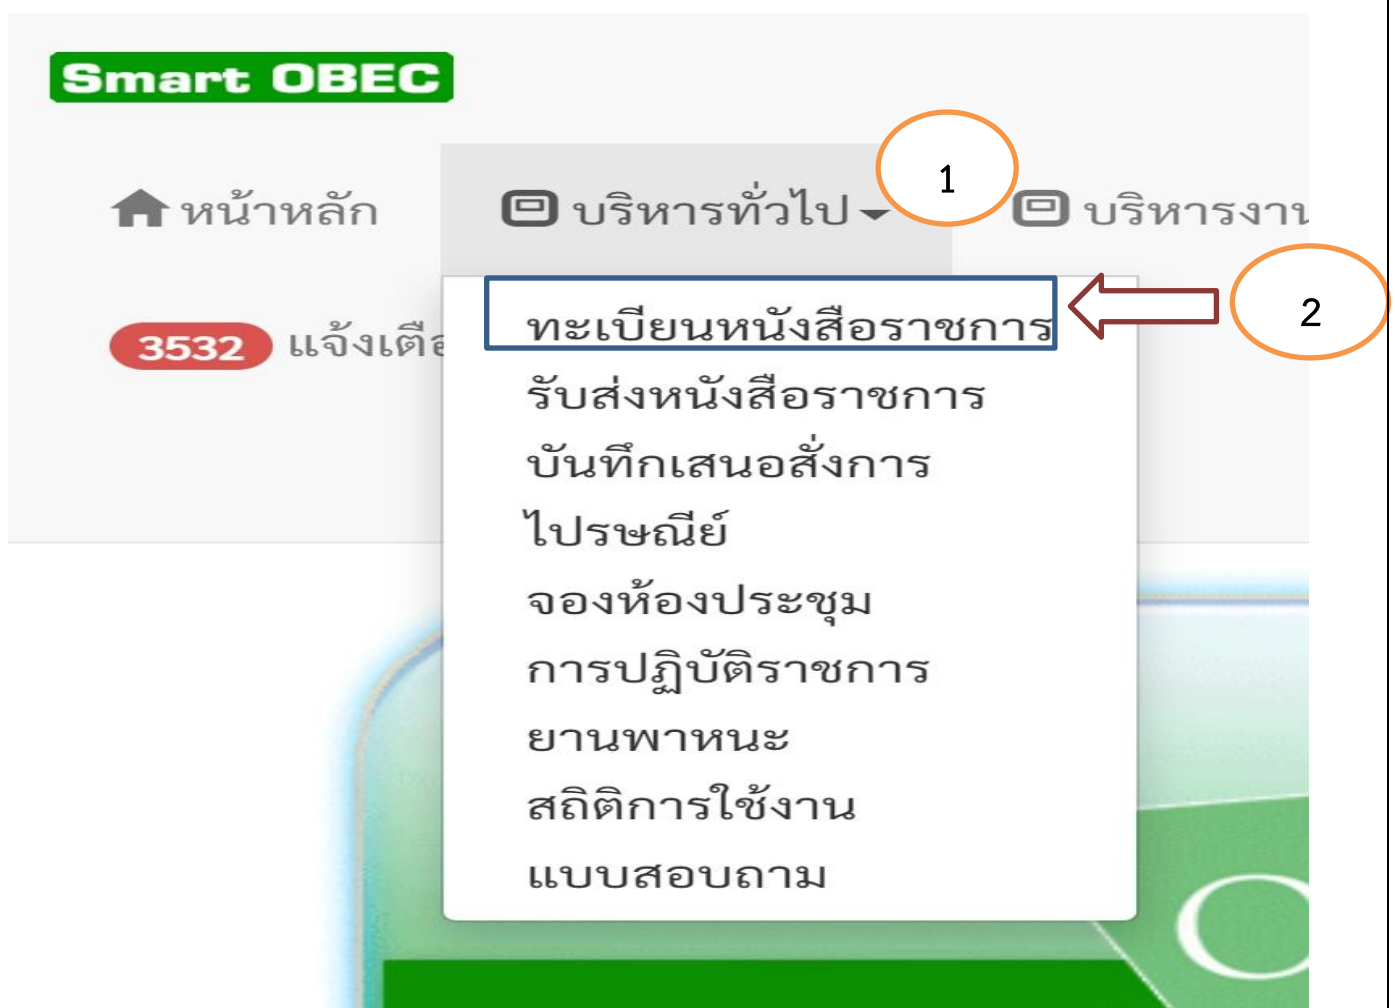 Smart OBEC
1
หน้าหลัก บริหารทั่วไป บริหารงาน
2
3532 แจ้งเตือ
ทะเบียนหนังสือราชการ
รับส่งหนังสือราชการ
บันทึกเสนอสั่งการ
ไปรษณีย์
จองห้องประชุม
การปฏิบัติราชการ
ยานพาหนะ
สถิติการใช้งาน
แบบสอบถาม